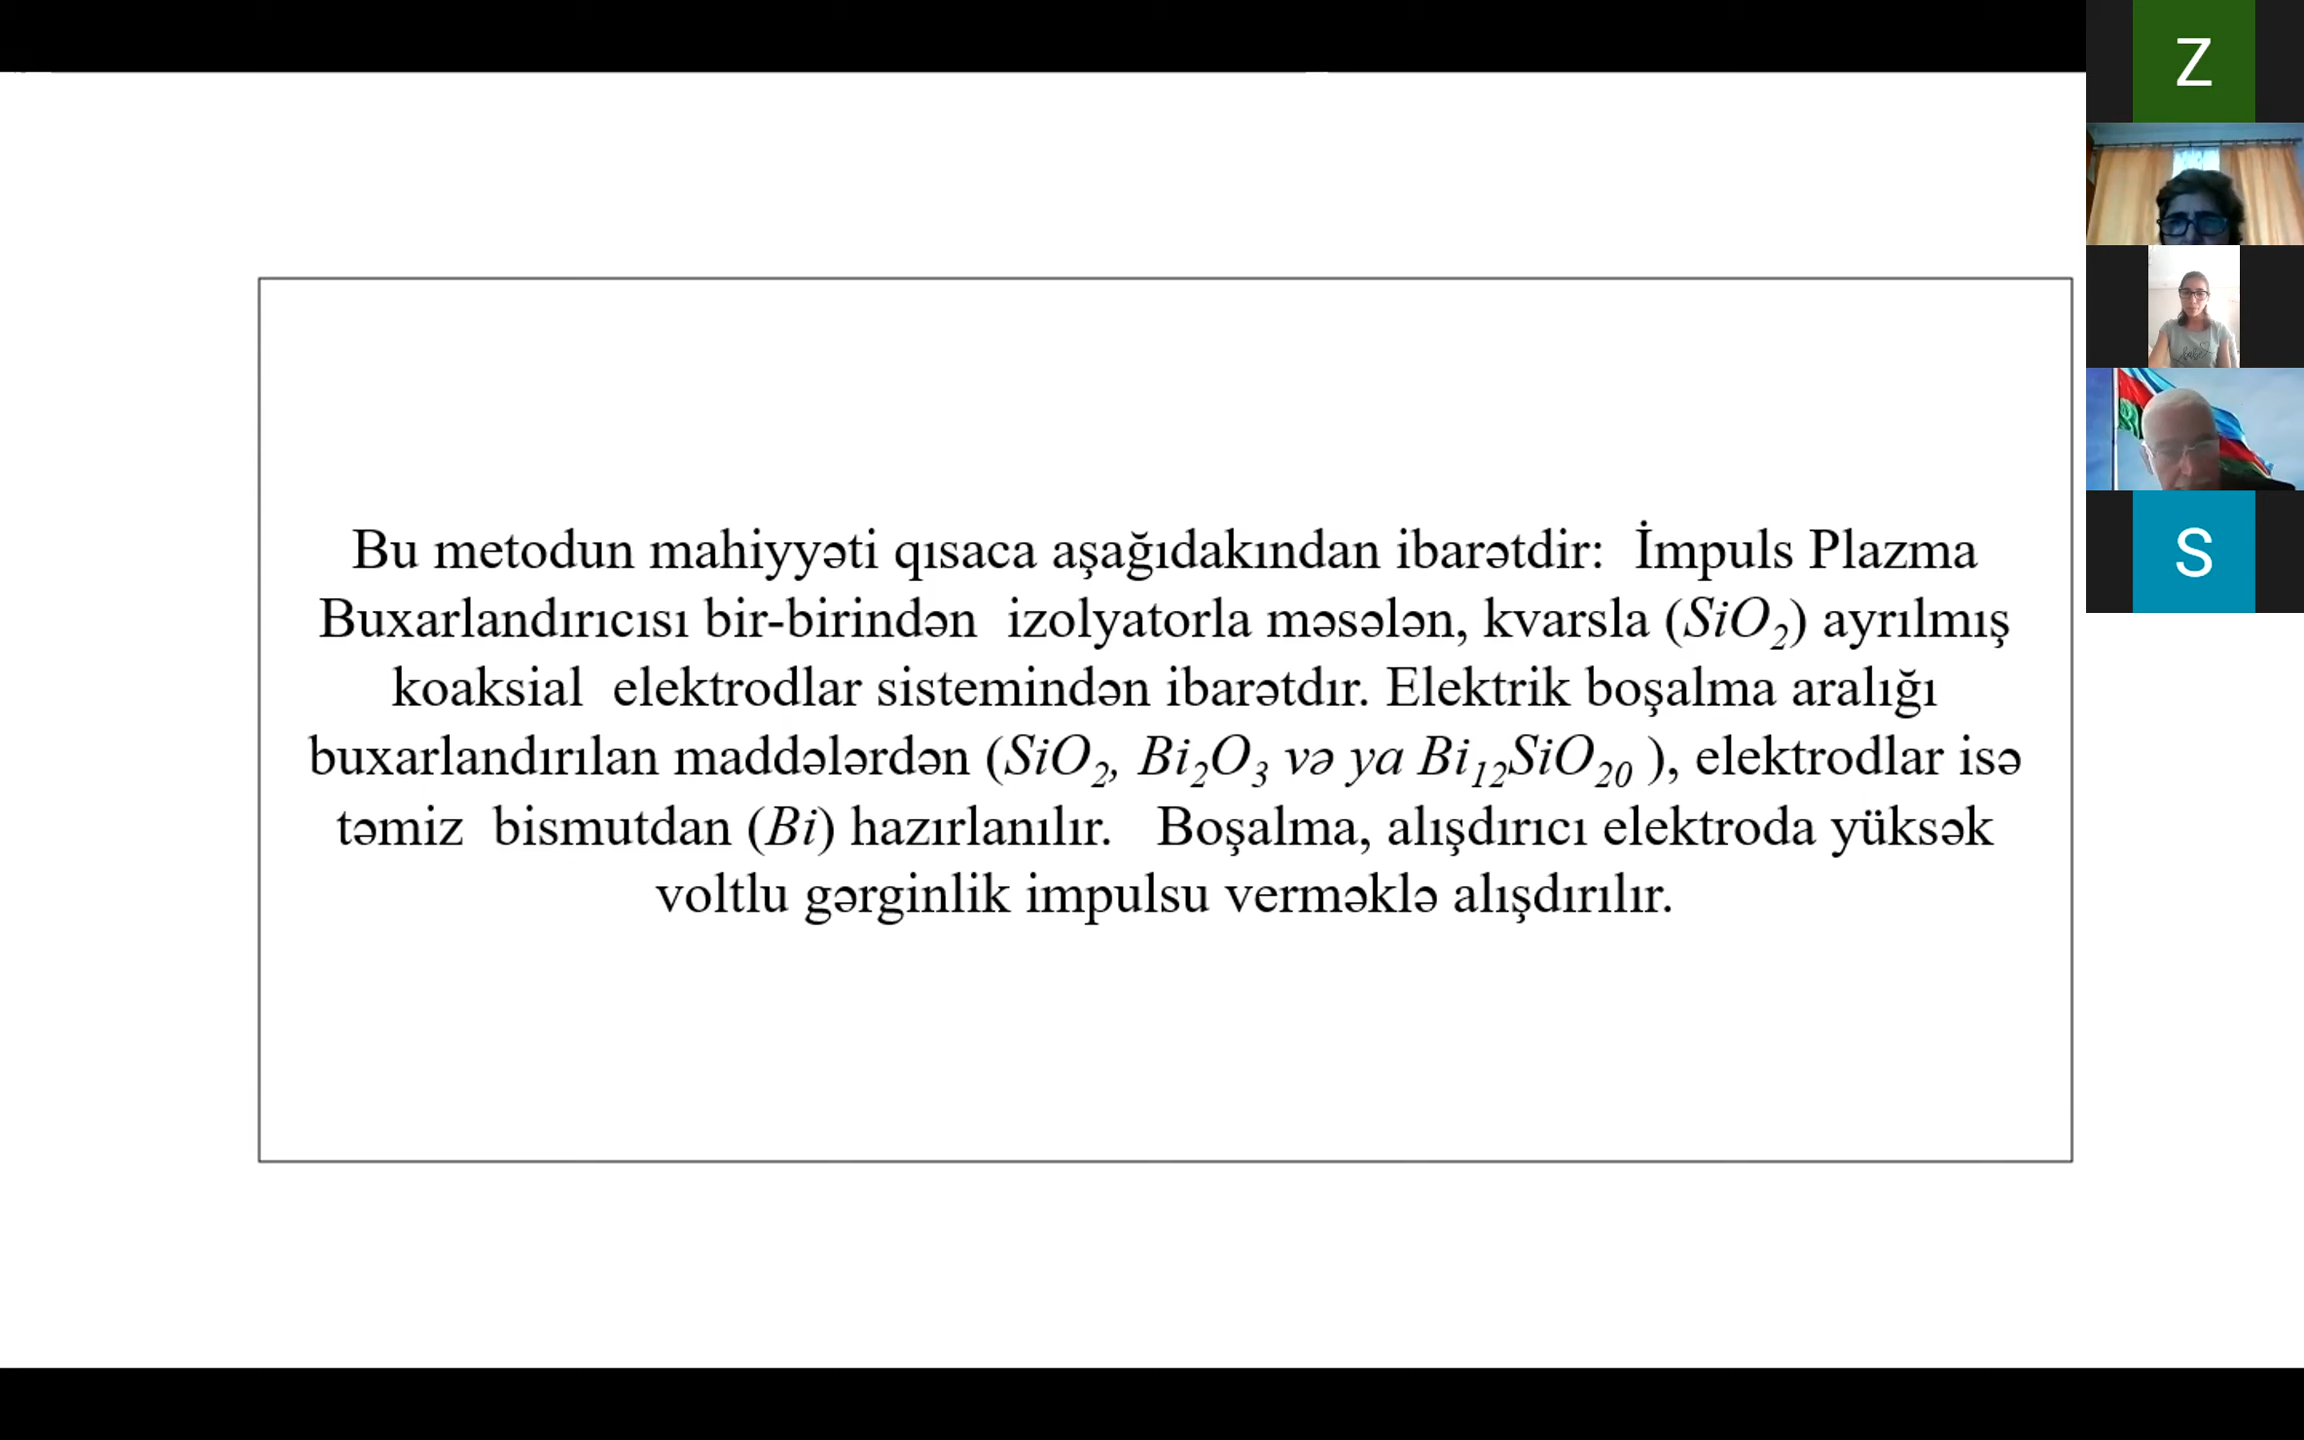 Bu metodun mahiyyəti qısaca aşağıdakından ibarətdir: İmpuls Plazma
Buxarlandırıcısı bir-birindən izolyatorla məsələn, kvarsla (SiO₂) ayrılmış
koaksial elektrodlar sistemindən ibarətdır. Elektrik boşalma aralığı
buxarlandırılan maddələrdən (SiO₂, Bi₂O₃ və ya Bi₁₂SiO₂₀ ), elektrodlar isə
təmiz bismutdan (Bi) hazırlanılır. Boşalma, alışdırıcı elektroda yüksək
voltlu gərginlik impulsu verməklə alışdırılır.
Z
S